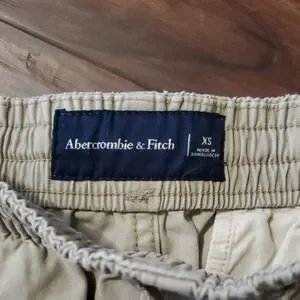 Abercrombie & Fitch
XS
MADE IN
BANGLADESH